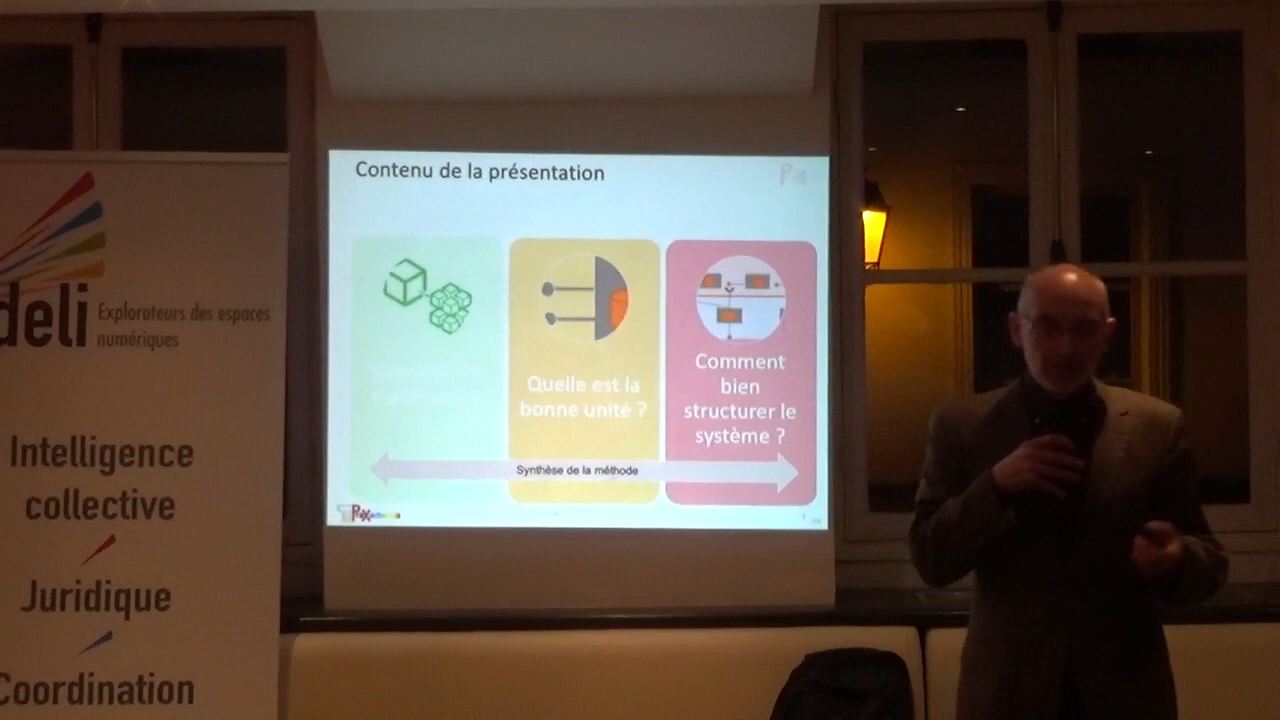 deli
Explorateurs des espaces
numériques
Intelligence
collective
Juridique
Coordination
Contenu de la présentation
Quelle est la
bonne unité ?
Comment
bien
structurer le
système ?
Synthèse de la méthode